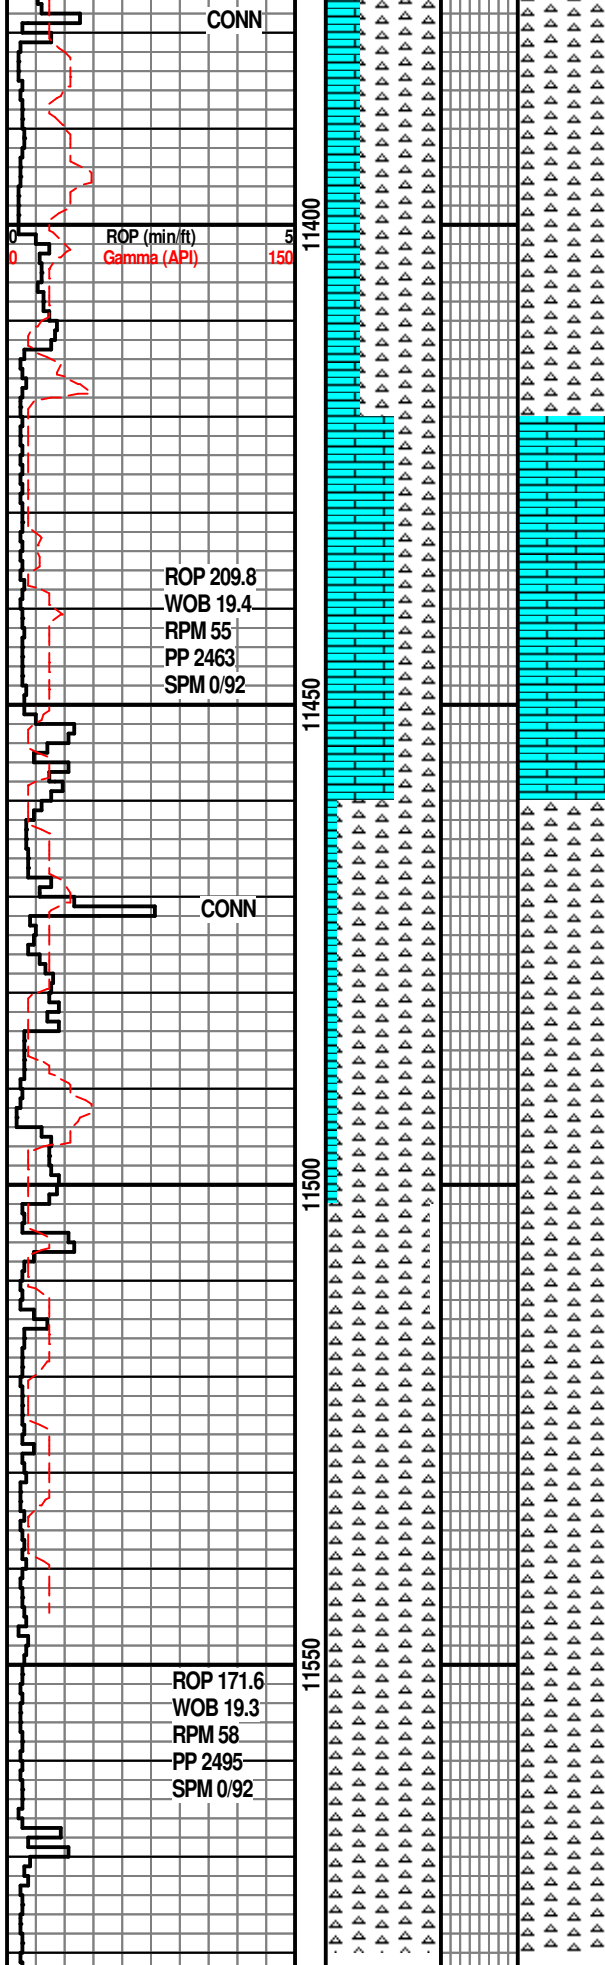 CONN
11400
0 ROP (min/ft) 5
0 Gamma (API) 150
ROP 209.8
WOB 19.4
RPM 55
PP 2463
SPM 0/92
11450
CONN
11500
11550
ROP 171.6
WOB 19.3
RPM 58
PP 2495
SPM 0/92